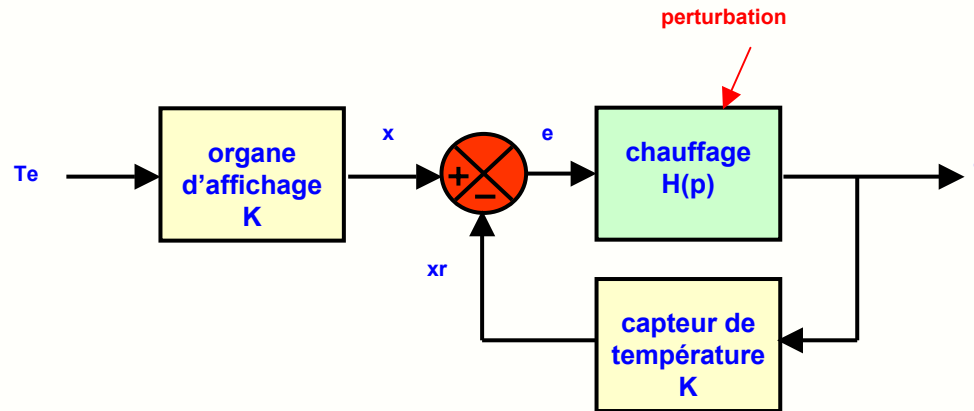 perturbation
Te
organe
d'affichage
K
x
+
−
e
chauffage
H(p)
xr
capteur de
température
K